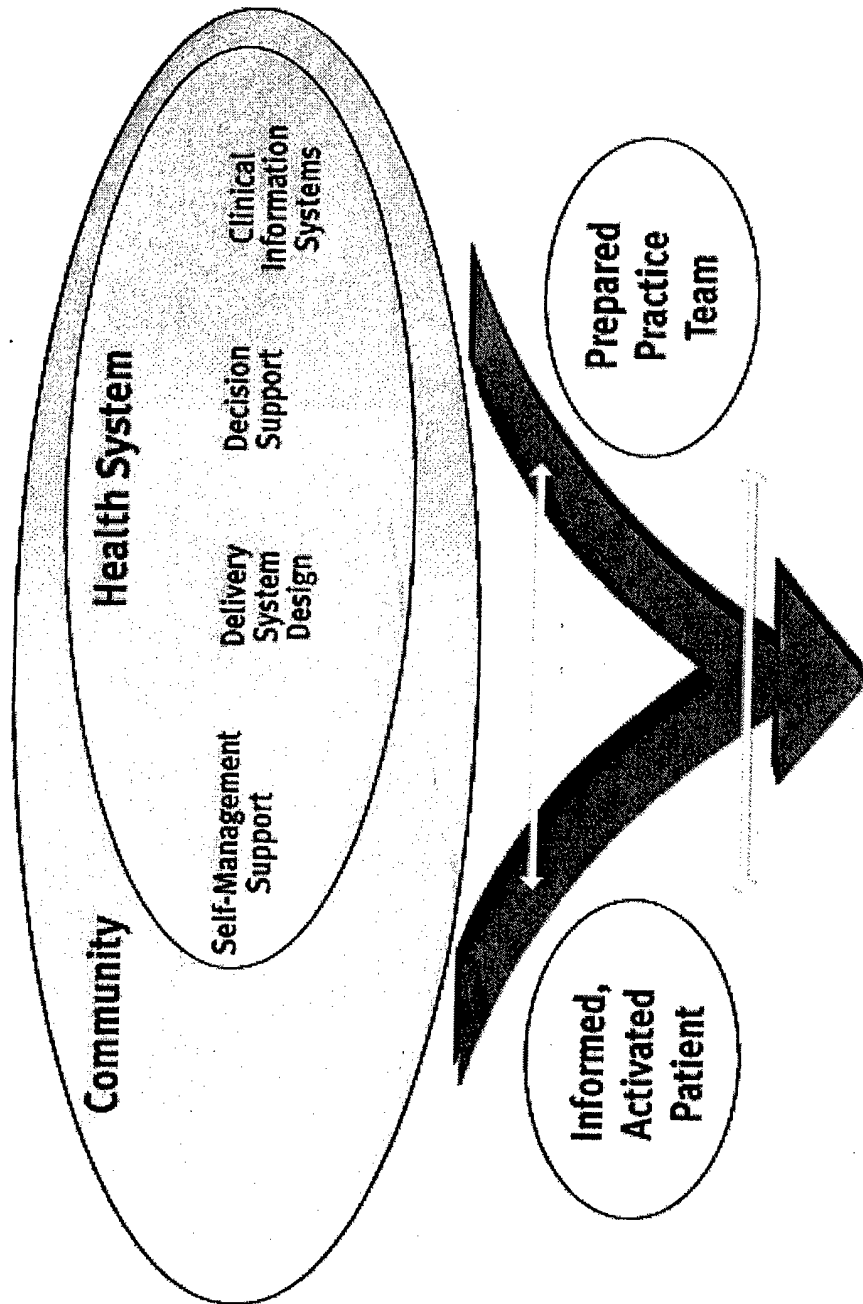 Community
Health System
Self-Management
Support
Delivery
System
Design
Decision
Support
Clinical
Information
Systems
Informed,
Activated
Patient
Prepared
Practice
Team